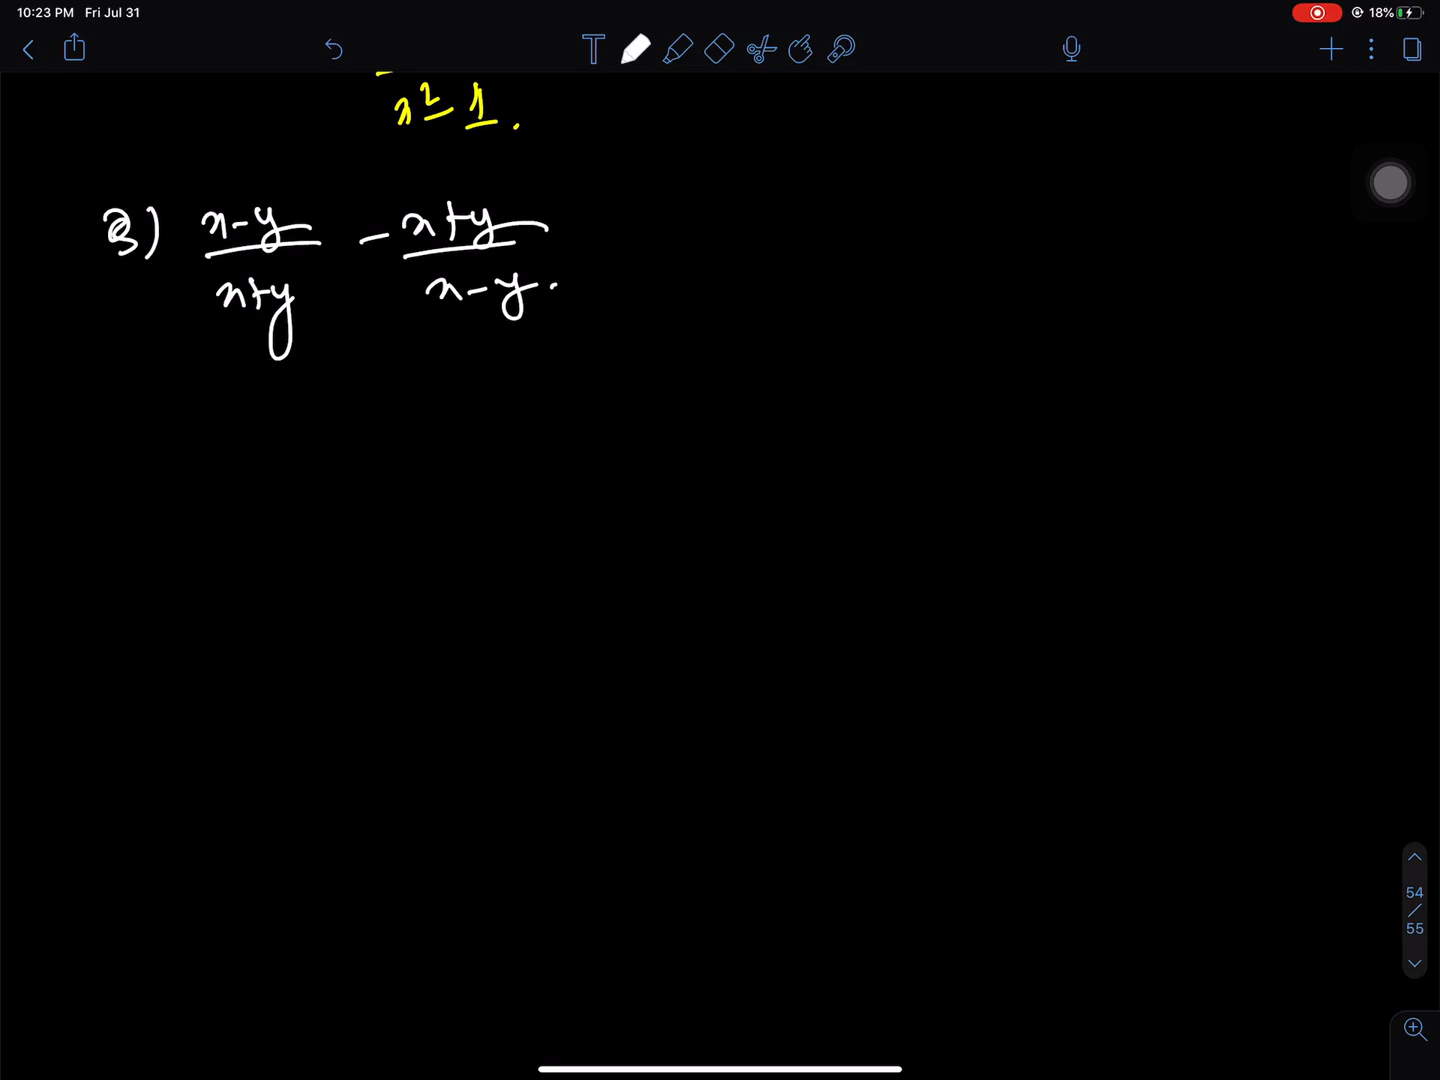 10:23 PM Fri Jul 31
18%
x² - 1.
3) x-y - x+y
x+y x-y.
54
55